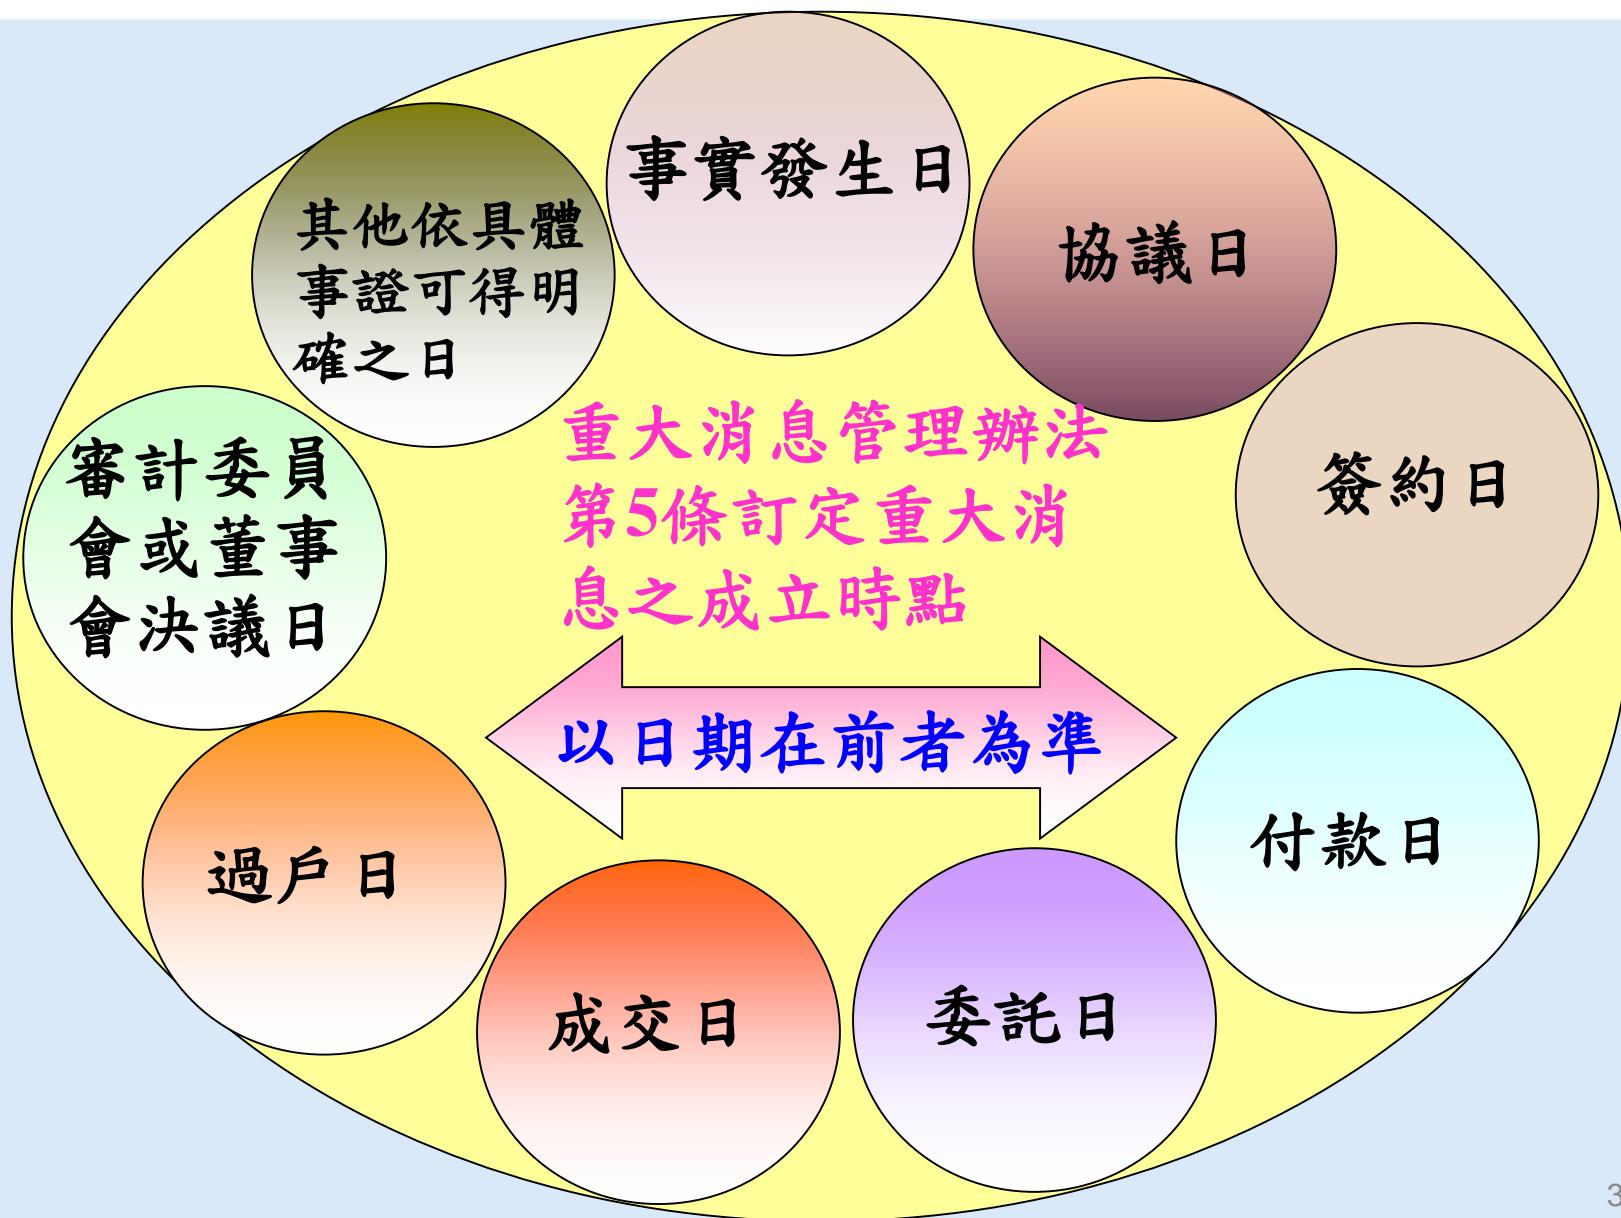 事實發生日
協議日
其他依具體
事證可得明
確之日
簽約日
審計委員
會或董事
會決議日
重大消息管理辦法
第5條訂定重大消
息之成立時點
以日期在前者為準
付款日
過戶日
成交日
委託日
3